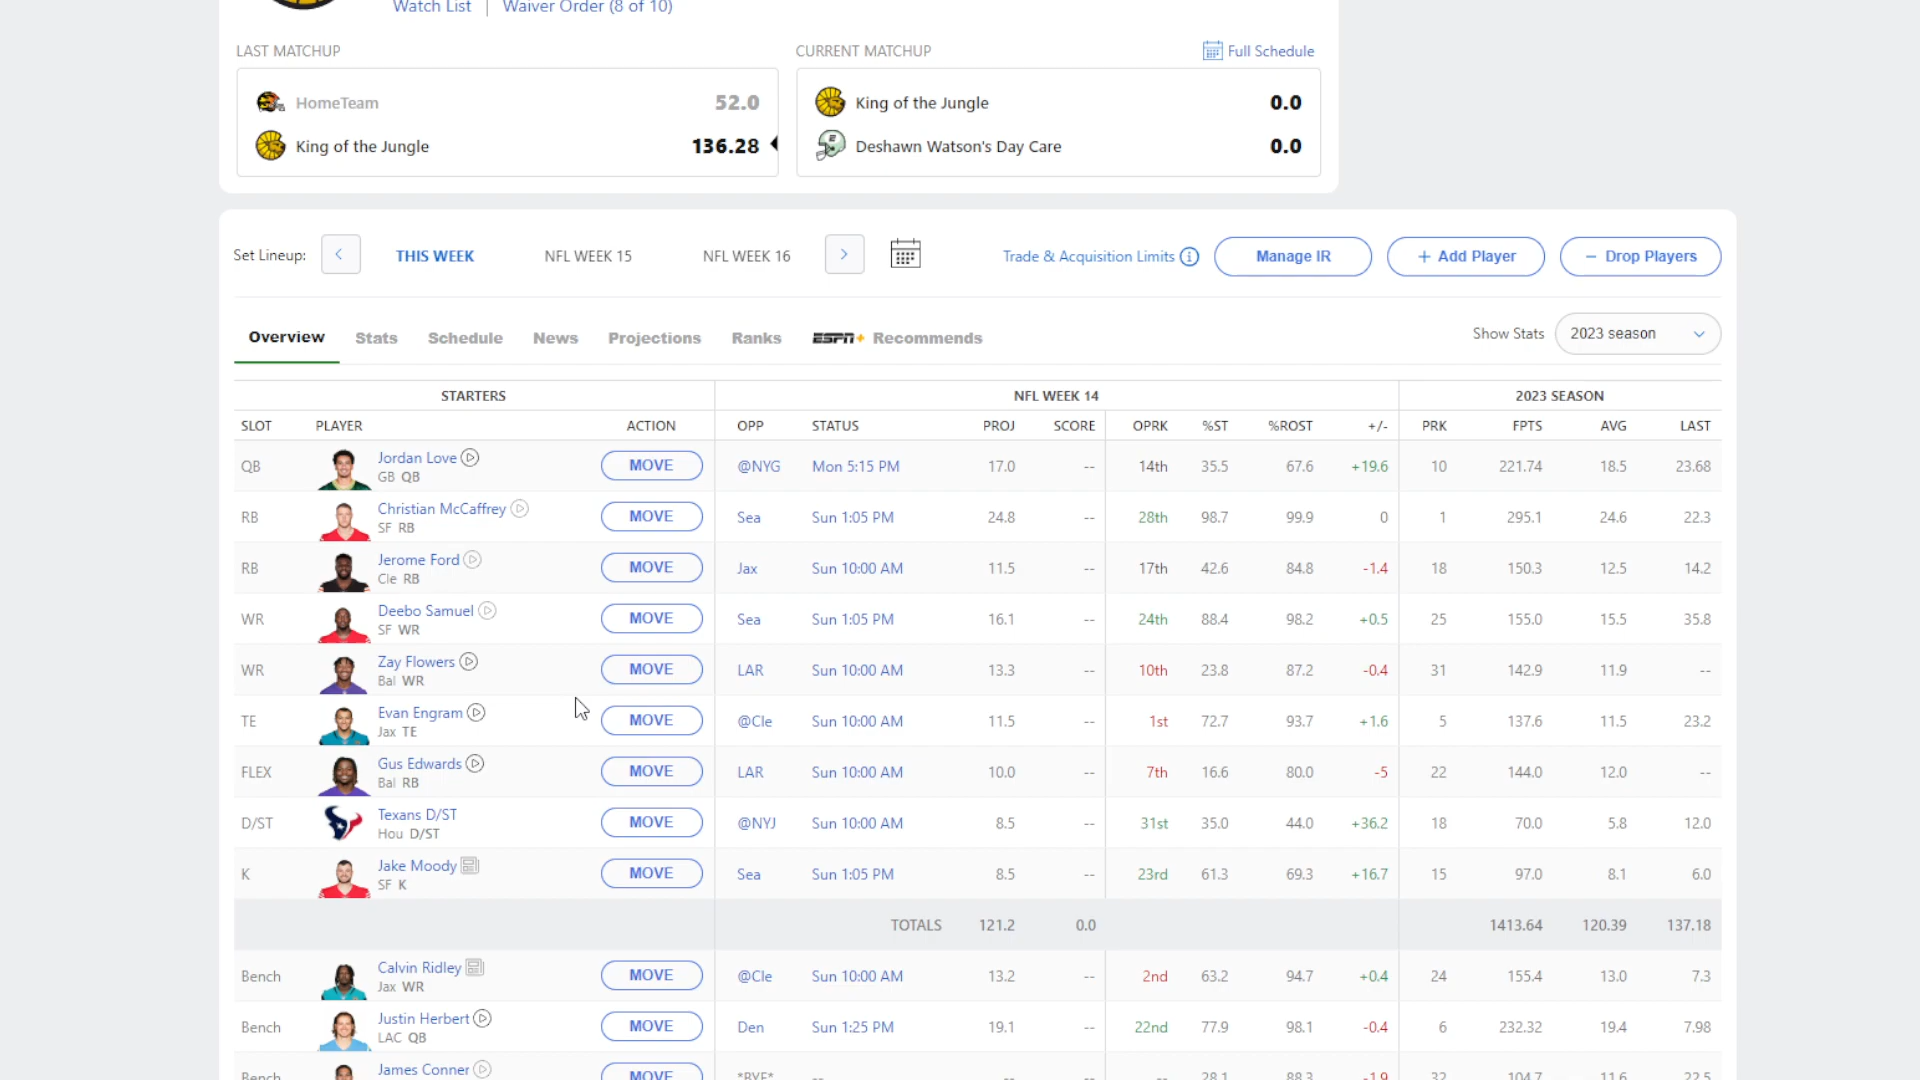 Watch List | Waiver Order (8 of 10)
LAST MATCHUP CURRENT MATCHUP Full Schedule
HomeTeam 52.0 King of the Jungle 0.0
King of the Jungle 136.28 Deshawn Watson's Day Care 0.0
Set Lineup: < THIS WEEK NFL WEEK 15 NFL WEEK 16 > Trade & Acquisition Limits i Manage IR + Add Player − Drop Players
Overview Stats Schedule News Projections Ranks ESPN+ Recommends Show Stats 2023 season
STARTERS NFL WEEK 14 2023 SEASON
SLOT PLAYER ACTION OPP STATUS PROJ SCORE OPRK %ST %ROST +/- PRK FPTS AVG LAST
QB Jordan Love MOVE @NYG Mon 5:15 PM 17.0 -- 14th 35.5 67.6 +19.6 10 221.74 18.5 23.68
GB QB
RB Christian McCaffrey MOVE Sea Sun 1:05 PM 24.8 -- 28th 98.7 99.9 0 1 295.1 24.6 22.3
SF RB
RB Jerome Ford MOVE Jax Sun 10:00 AM 11.5 -- 17th 42.6 84.8 -1.4 18 150.3 12.5 14.2
Cle RB
WR Deebo Samuel MOVE Sea Sun 1:05 PM 16.1 -- 24th 88.4 98.2 +0.5 25 155.0 15.5 35.8
SF WR
WR Zay Flowers MOVE LAR Sun 10:00 AM 13.3 -- 10th 23.8 87.2 -0.4 31 142.9 11.9 --
Bal WR
TE Evan Engram MOVE @Cle Sun 10:00 AM 11.5 -- 1st 72.7 93.7 +1.6 5 137.6 11.5 23.2
Jax TE
FLEX Gus Edwards MOVE LAR Sun 10:00 AM 10.0 -- 7th 16.6 80.0 -5 22 144.0 12.0 --
Bal RB
D/ST Texans D/ST MOVE @NYJ Sun 10:00 AM 8.5 -- 31st 35.0 44.0 +36.2 18 70.0 5.8 12.0
Hou D/ST
K Jake Moody MOVE Sea Sun 1:05 PM 8.5 -- 23rd 61.3 69.3 +16.7 15 97.0 8.1 6.0
SF K
TOTALS 121.2 0.0 1413.64 120.39 137.18
Bench Calvin Ridley MOVE @Cle Sun 10:00 AM 13.2 -- 2nd 63.2 94.7 +0.4 24 155.4 13.0 7.3
Jax WR
Bench Justin Herbert MOVE Den Sun 1:25 PM 19.1 -- 22nd 77.9 98.1 -0.4 6 232.32 19.4 7.98
LAC QB
Bench James Conner MOVE *BYE* -- -- -- -- 28.1 88.3 -1.9 32 104.7 11.6 22.5